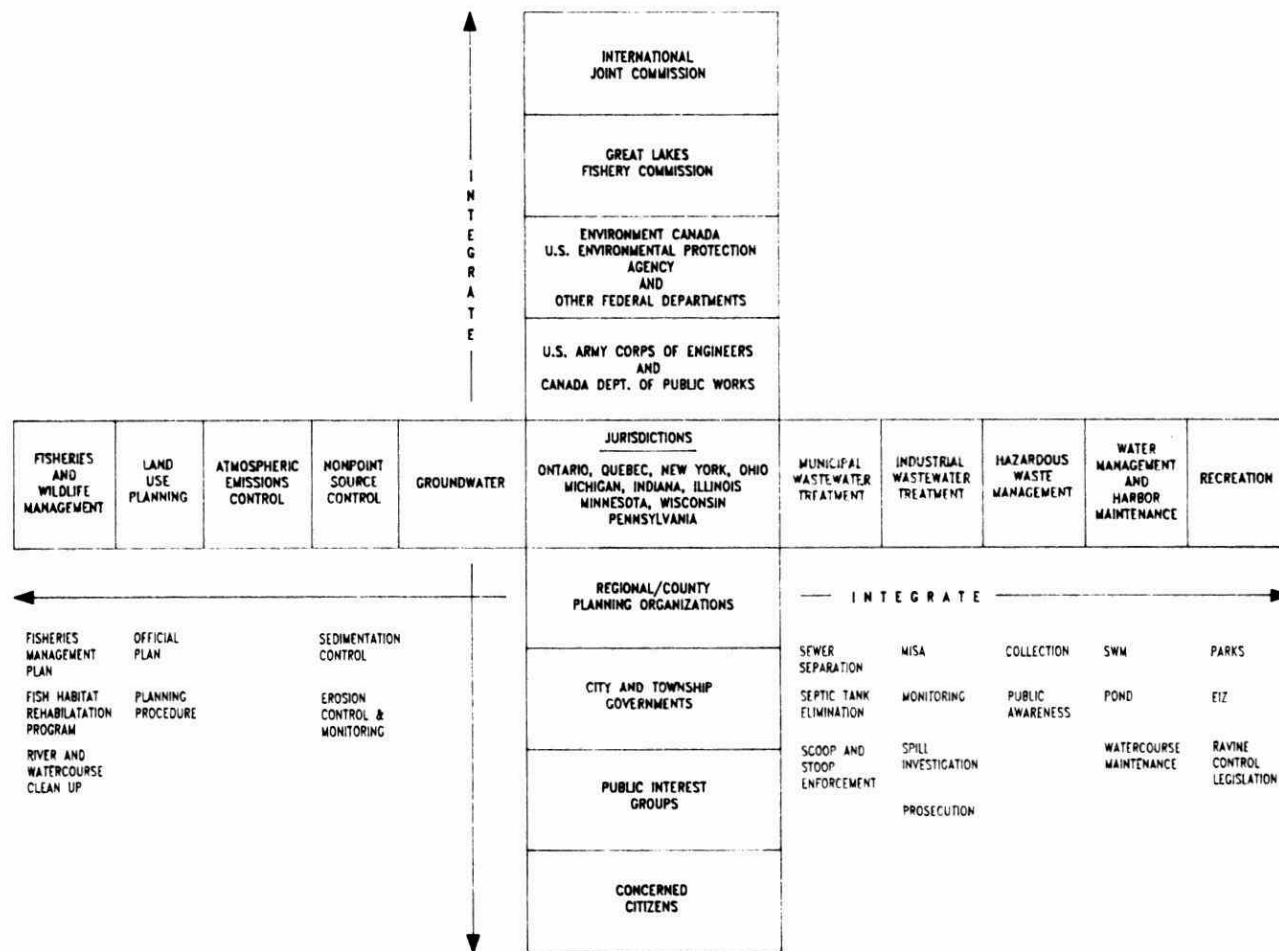 INTERNATIONAL
JOINT COMMISSION
GREAT LAKES
FISHERY COMMISSION
INTEGRATE
ENVIRONMENT CANADA
U.S. ENVIRONMENTAL PROTECTION
AGENCY
AND
OTHER FEDERAL DEPARTMENTS
U.S. ARMY CORPS OF ENGINEERS
AND
CANADA DEPT. OF PUBLIC WORKS
FISHERIES
AND
WILDLIFE
MANAGEMENT
LAND
USE
PLANNING
ATMOSPHERIC
EMISSIONS
CONTROL
NONPOINT
SOURCE
CONTROL
GROUNDWATER
JURISDICTIONS
ONTARIO, QUEBEC, NEW YORK, OHIO
MICHIGAN, INDIANA, ILLINOIS
MINNESOTA, WISCONSIN
PENNSYLVANIA
MUNICIPAL
WASTEWATER
TREATMENT
INDUSTRIAL
WASTEWATER
TREATMENT
HAZARDOUS
WASTE
MANAGEMENT
WATER
MANAGEMENT
AND
HARBOR
MAINTENANCE
RECREATION
REGIONAL/COUNTY
PLANNING ORGANIZATIONS
INTEGRATE
FISHERIES
MANAGEMENT
PLAN
FISH HABITAT
REHABILATATION
PROGRAM
RIVER AND
WATERCOURSE
CLEAN UP
OFFICIAL
PLAN
PLANNING
PROCEDURE
SEDIMENTATION
CONTROL
EROSION
CONTROL &
MONITORING
CITY AND TOWNSHIP
GOVERNMENTS
PUBLIC INTEREST
GROUPS
CONCERNED
CITIZENS
SEWER
SEPARATION
SEPTIC TANK
ELIMINATION
SCOOP AND
STOOP
ENFORCEMENT
MISA
MONITORING
SPILL
INVESTIGATION
PROSECUTION
COLLECTION
PUBLIC
AWARENESS
SWM
POND
WATERCOURSE
MAINTENANCE
PARKS
EIZ
RAVINE
CONTROL
LEGISLATION